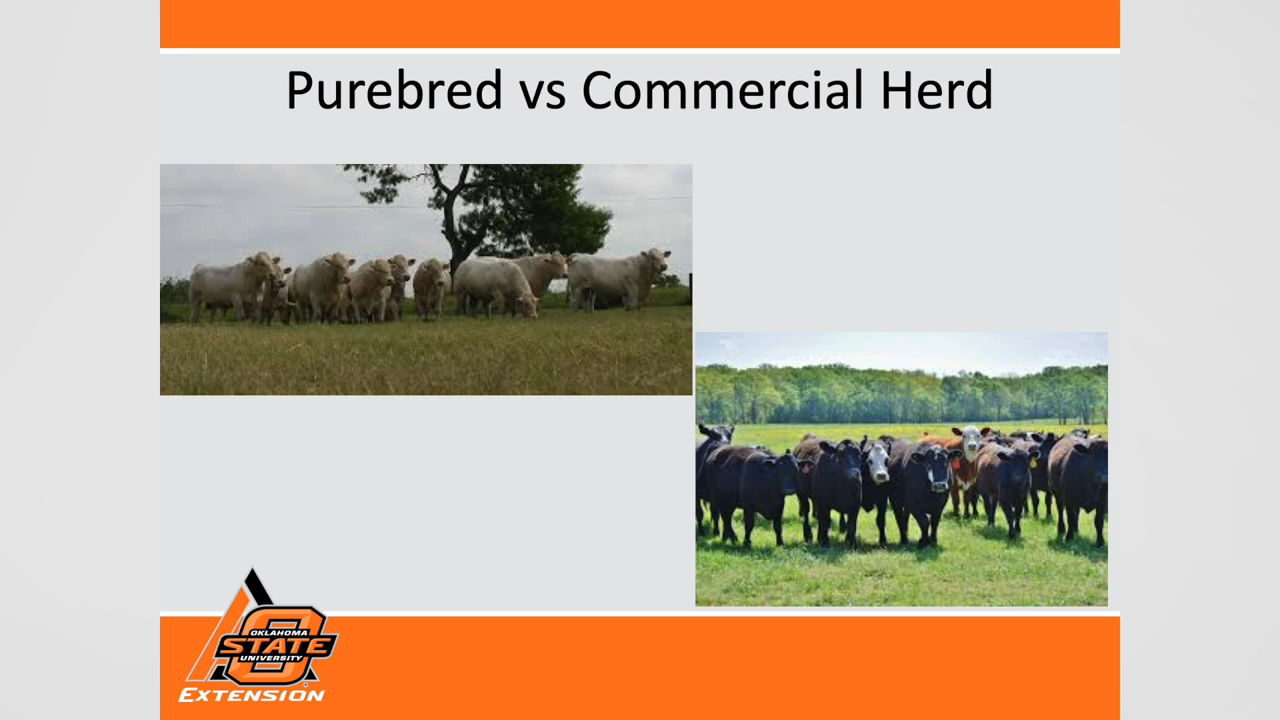 Purebred vs Commercial Herd
OKLAHOMA
STATE
UNIVERSITY
EXTENSION